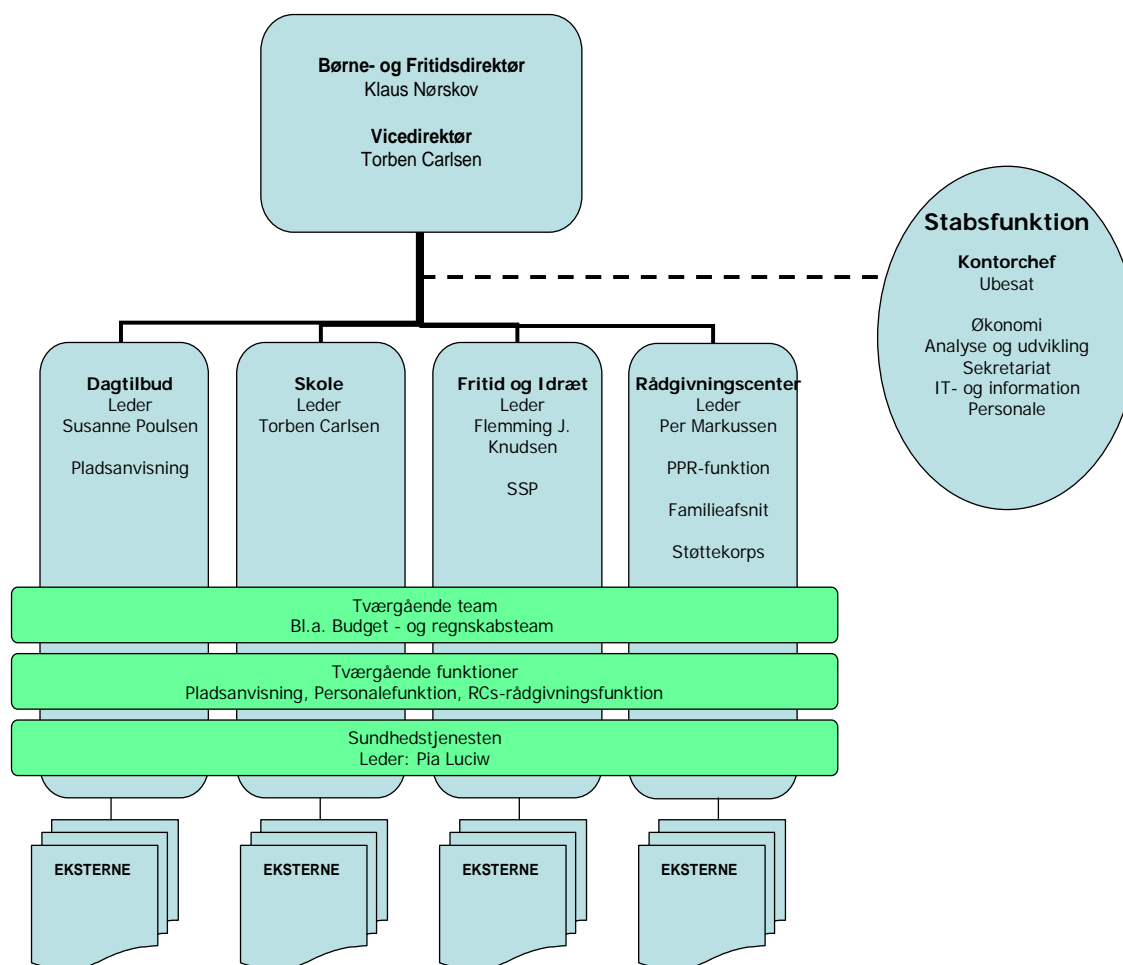 Børne- og Fritidsdirektør
Klaus Nørskov
Vicedirektør
Torben Carlsen
Stabsfunktion
Kontorchef
Ubesat
Økonomi
Analyse og udvikling
Sekretariat
IT- og information
Personale
Dagtilbud
Leder
Susanne Poulsen
Pladsanvisning
Skole
Leder
Torben Carlsen
Fritid og Idræt
Leder
Flemming J.
Knudsen
SSP
Rådgivningscenter
Leder
Per Markussen
PPR-funktion
Familieafsnit
Støttekorps
Tværgående team
Bl.a. Budget - og regnskabsteam
Tværgående funktioner
Pladsanvisning, Personalefunktion, RCs-rådgivningsfunktion
Sundhedstjenesten
Leder: Pia Luciw
EKSTERNE
EKSTERNE
EKSTERNE
EKSTERNE